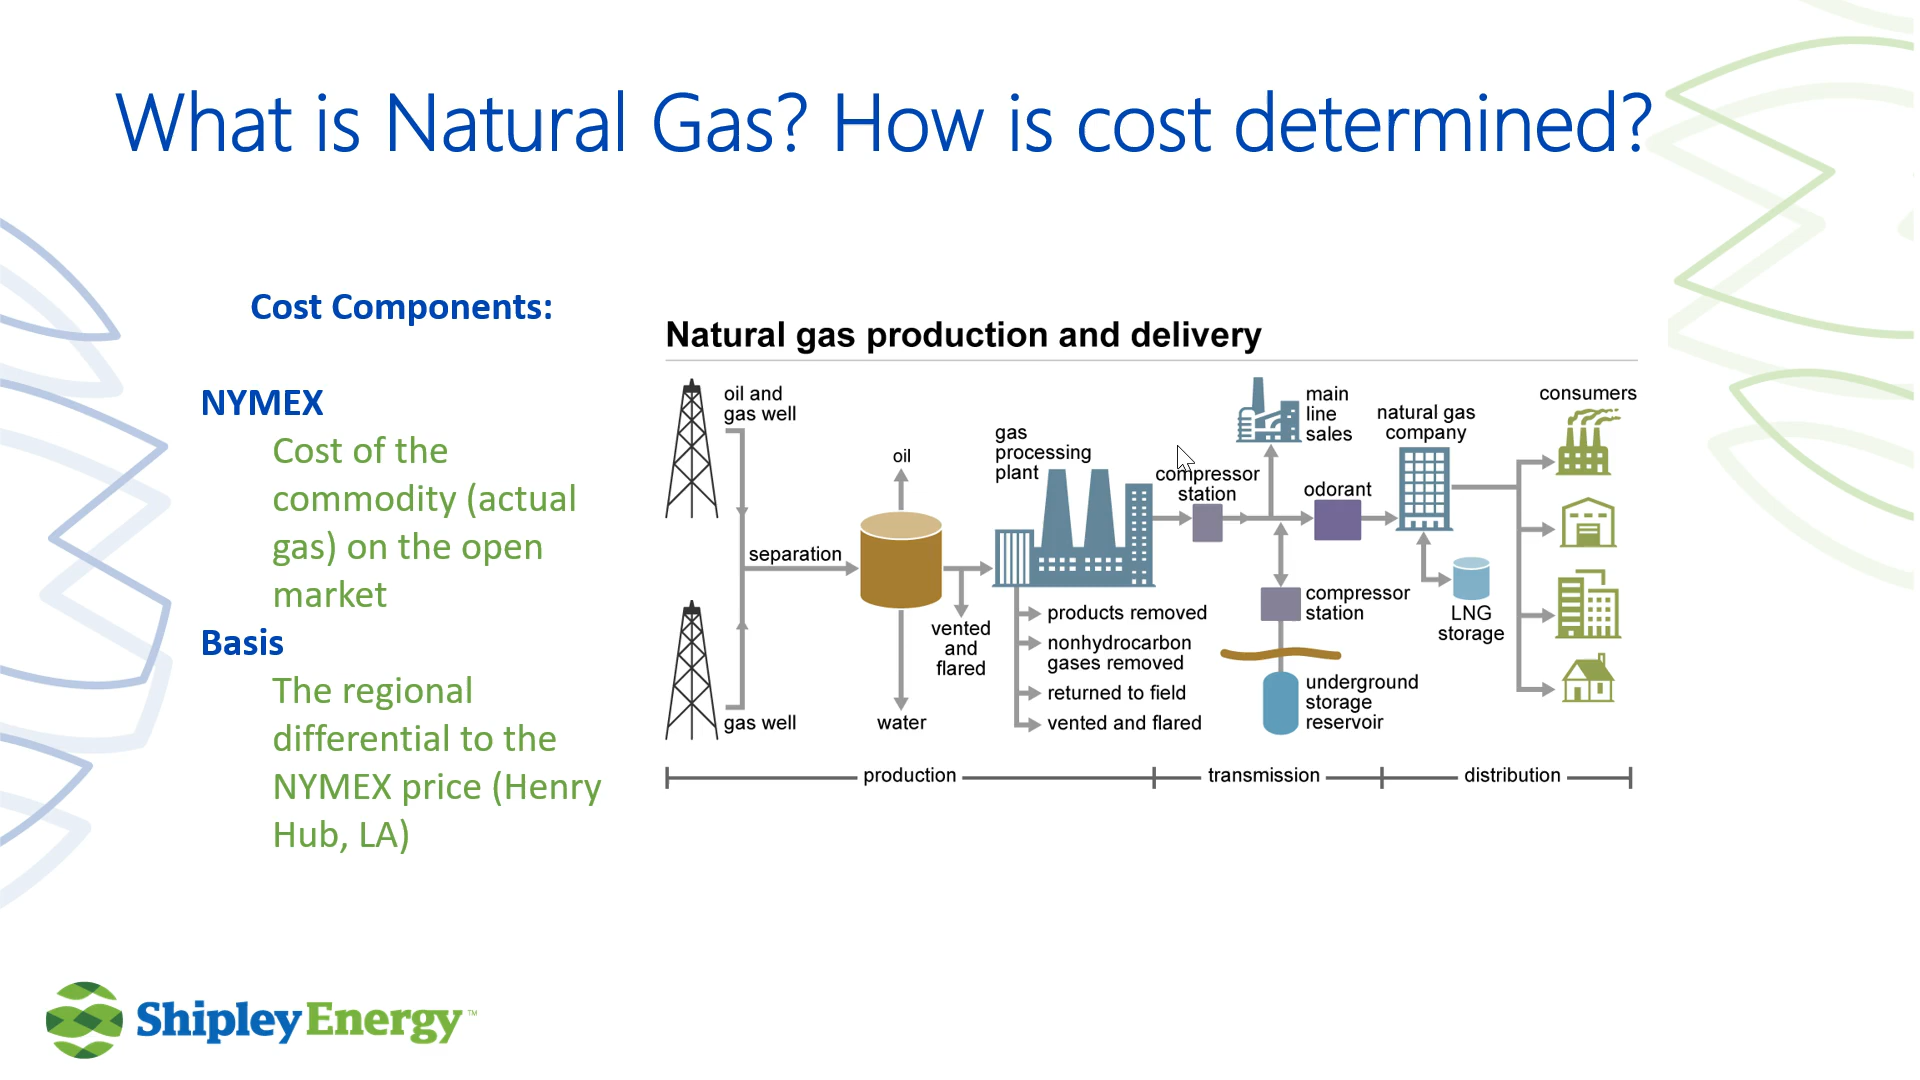 What is Natural Gas? How is cost determined?
Cost Components:
NYMEX
Cost of the
commodity (actual
gas) on the open
market
Basis
The regional
differential to the
NYMEX price (Henry
Hub, LA)
Natural gas production and delivery
oil and
gas well
separation
gas well
oil
water
vented
and
flared
gas
processing
plant
products removed
nonhydrocarbon
gases removed
returned to field
vented and flared
compressor
station
main
line
sales
odorant
compressor
station
underground
storage
reservoir
natural gas
company
LNG
storage
consumers
production
transmission
distribution
ShipleyEnergy™